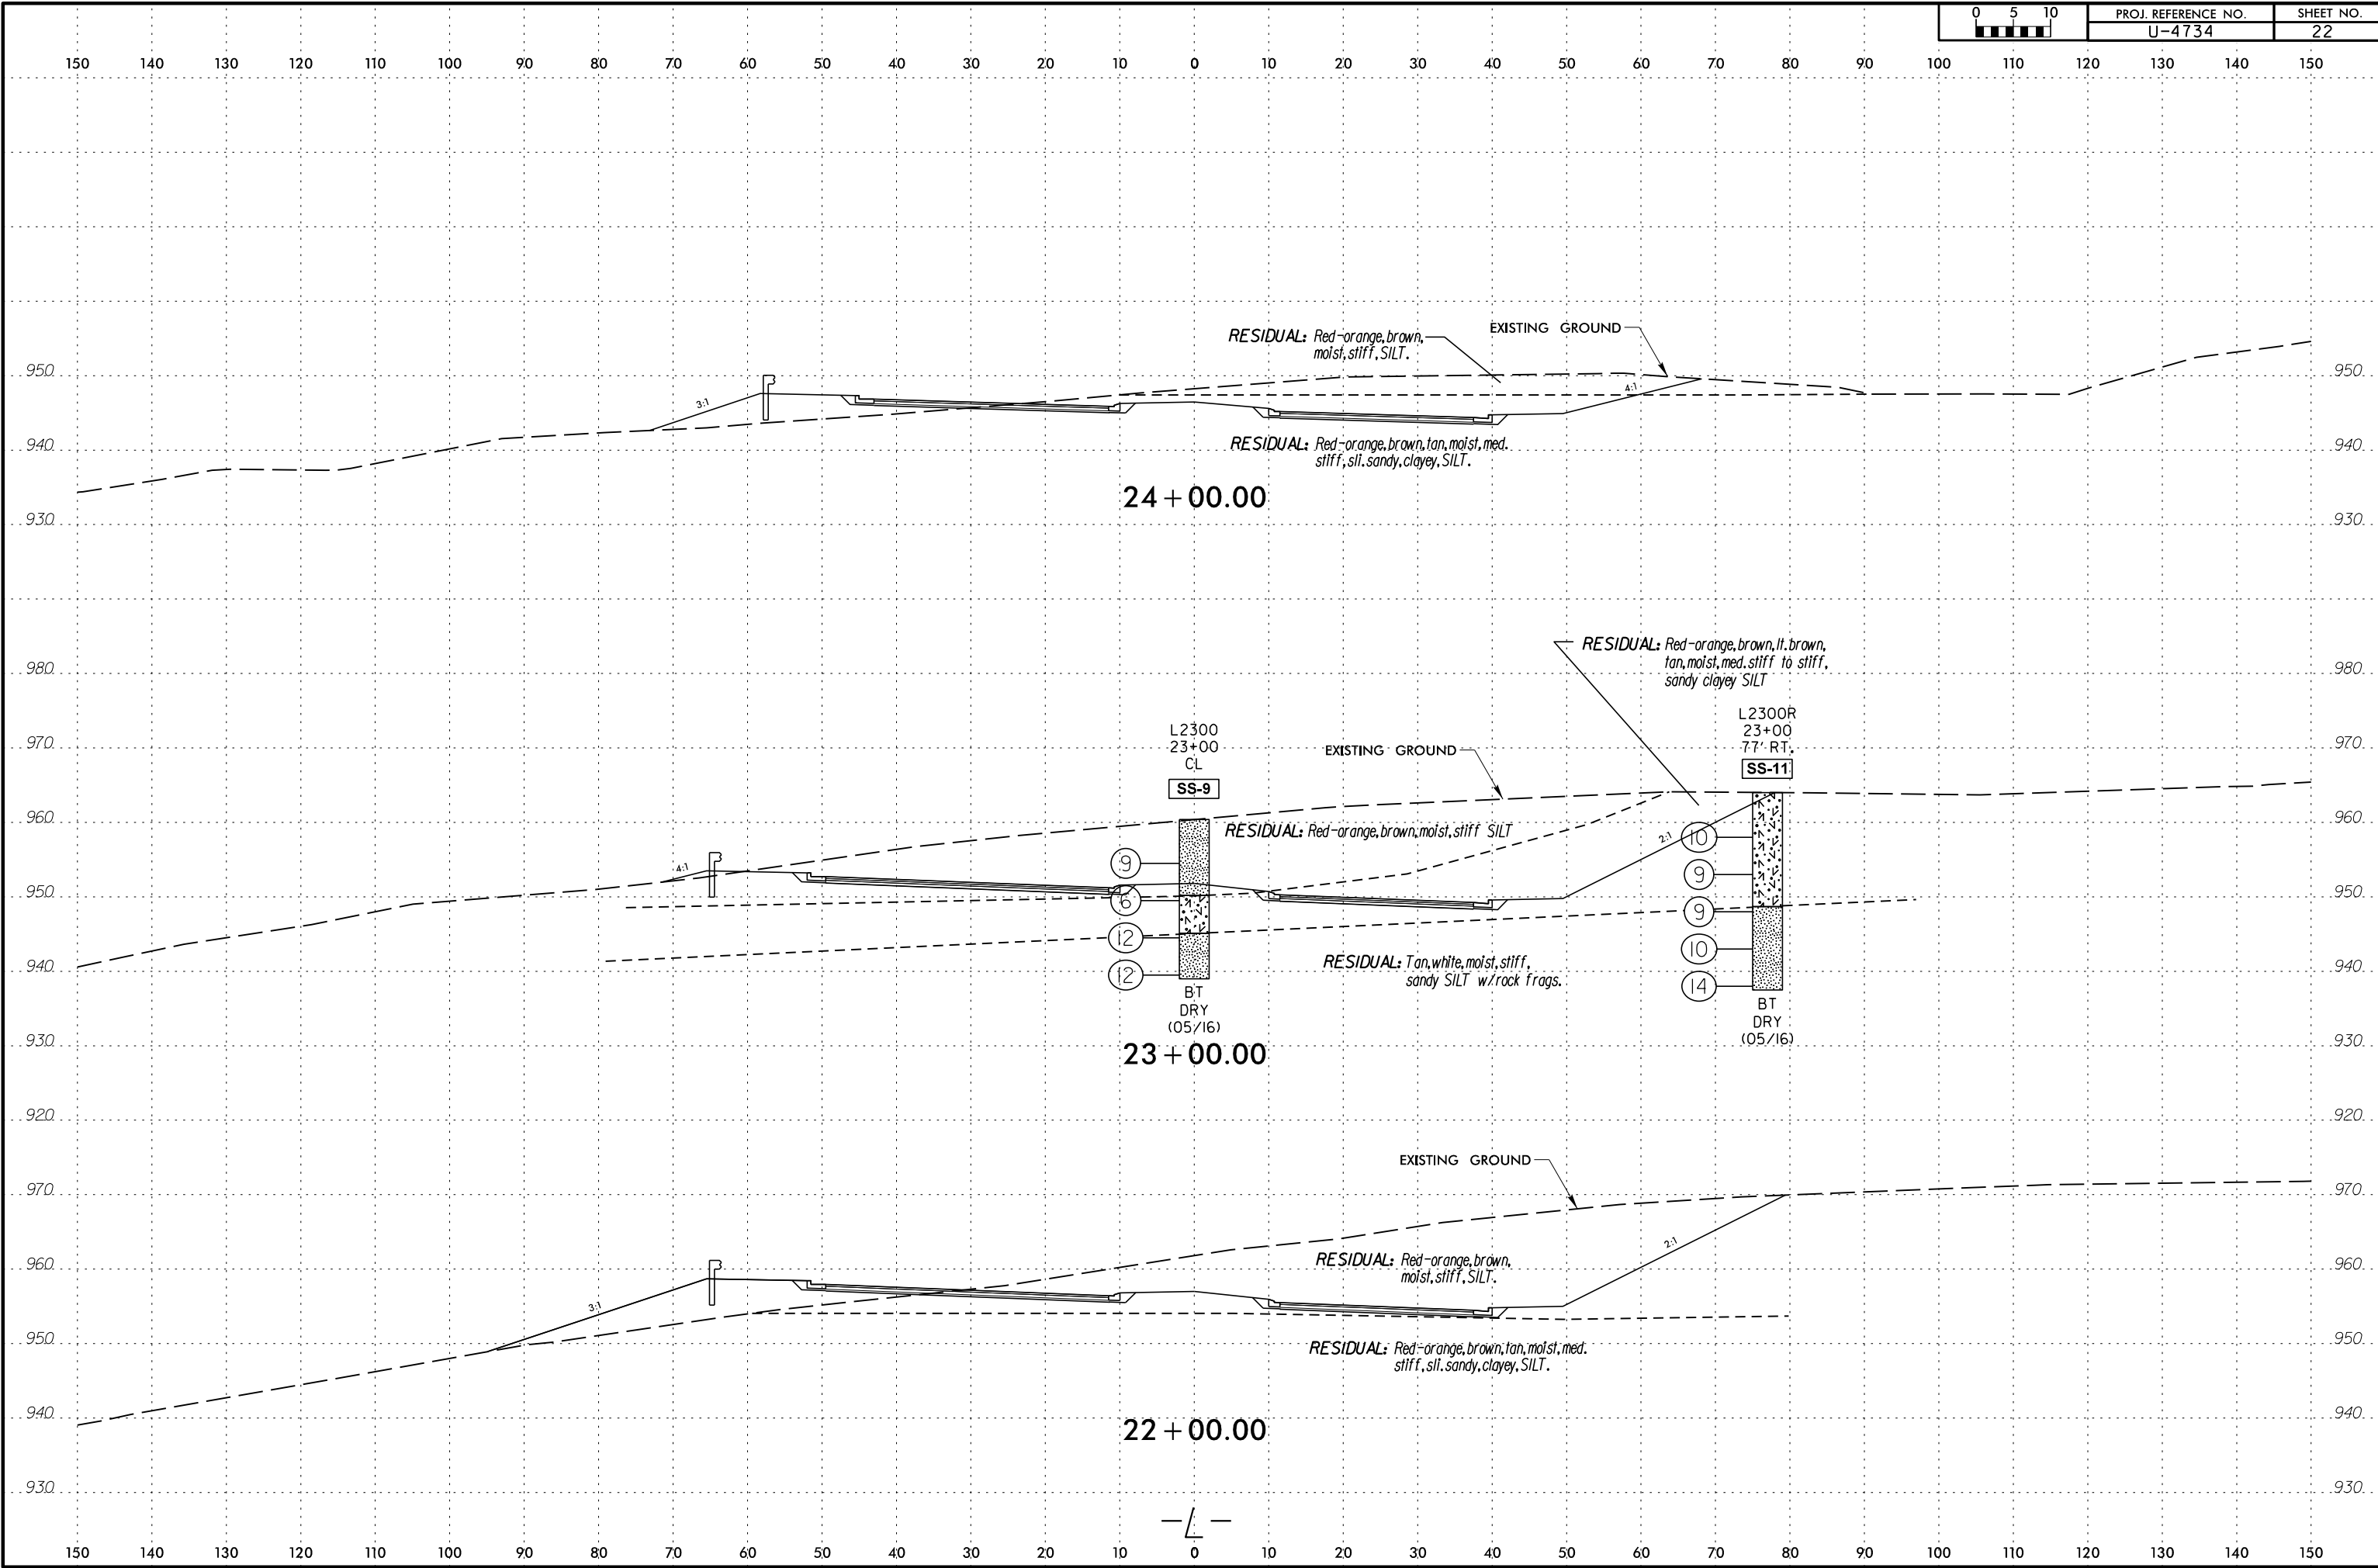 0 5 10
PROJ. REFERENCE NO.
SHEET NO.
U-4734
22
150 140 130 120 110 100 90 80 70 60 50 40 30 20 10 0 10 20 30 40 50 60 70 80 90 100 110 120 130 140 150
RESIDUAL: Red-orange, brown,
moist, stiff, SILT.
EXISTING GROUND
950 950
3:1
4:1
RESIDUAL: Red-orange, brown, tan, moist, med.
stiff, sli. sandy, clayey, SILT.
940 940
24+00.00
930 930
RESIDUAL: Red-orange, brown, lt. brown,
tan, moist, med. stiff to stiff,
sandy clayey SILT
980 980
L2300
23+00
CL
SS-9
EXISTING GROUND
L2300R
23+00
77' RT.
SS-11
970 970
960 960
RESIDUAL: Red-orange, brown, moist, stiff SILT
2:1
4:1
9
6
12
12
10
9
9
10
14
950 950
RESIDUAL: Tan, white, moist, stiff,
sandy SILT w/rock frags.
940 940
BT
DRY
(05/16)
BT
DRY
(05/16)
930 930
23+00.00
920 920
EXISTING GROUND
970 970
2:1
RESIDUAL: Red-orange, brown,
moist, stiff, SILT.
960 960
3:1
950 950
RESIDUAL: Red-orange, brown, tan, moist, med.
stiff, sli. sandy, clayey, SILT.
940 940
22+00.00
930 930
-L-
150 140 130 120 110 100 90 80 70 60 50 40 30 20 10 0 10 20 30 40 50 60 70 80 90 100 110 120 130 140 150